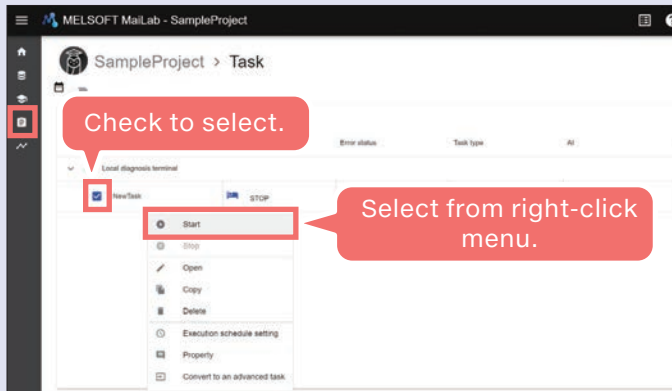 MELSOFT MaiLab - SampleProject
SampleProject > Task
Check to select.
Error status Task type AI
Local diagnosis terminal
NewTask STOP
Start
Select from right-click
menu.
Stop
Open
Copy
Delete
Execution schedule setting
Property
Convert to an advanced task